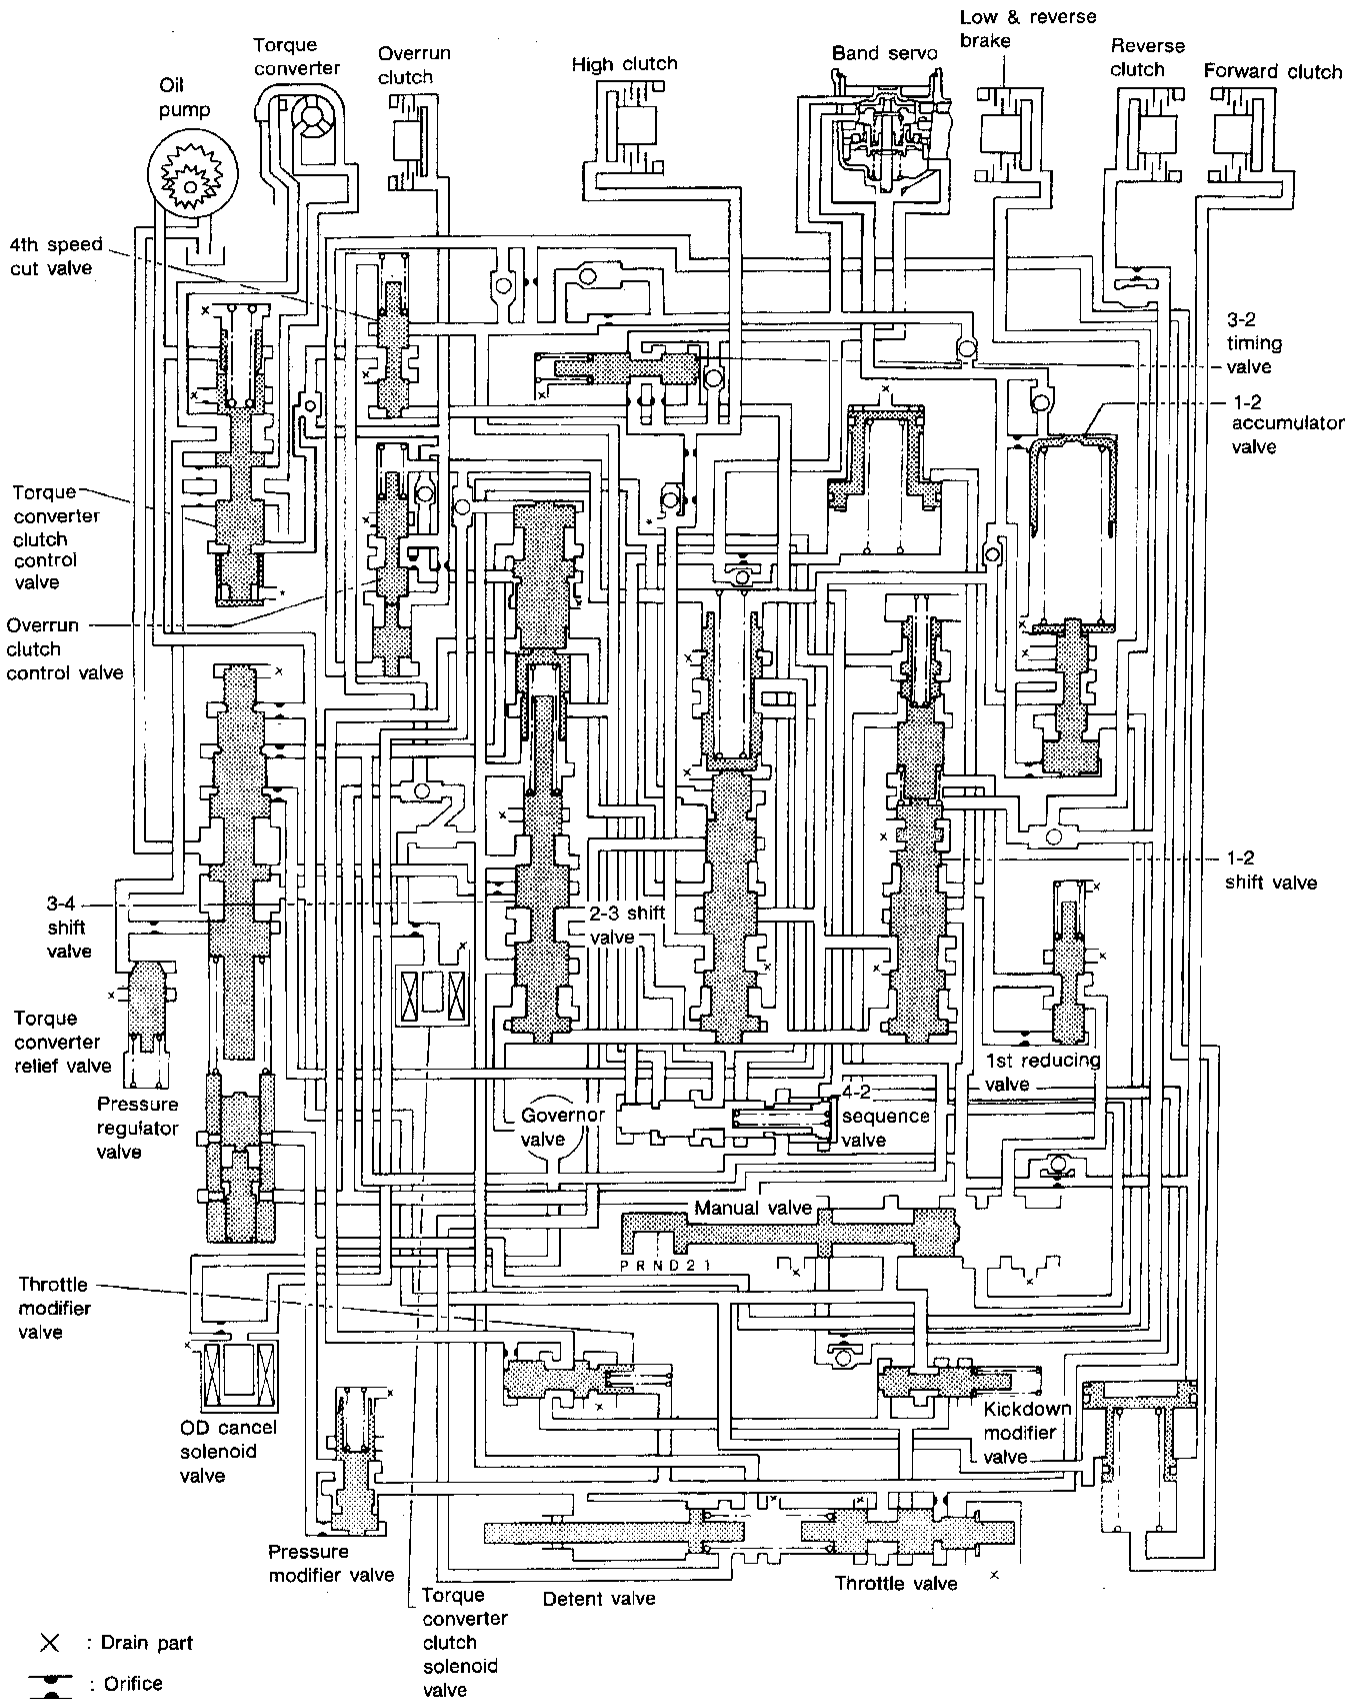 Low & reverse
brake
Torque
converter
Overrun
clutch
High clutch
Band servo
Reverse
clutch
Forward clutch
Oil
pump
4th speed
cut valve
3-2
timing
valve
1-2
accumulator
valve
Torque
converter
clutch
control
valve
Overrun
clutch
control valve
1-2
shift valve
3-4
shift
valve
2-3 shift
valve
Torque
converter
relief valve
1st reducing
valve
Pressure
regulator
valve
Governor
valve
4-2
sequence
valve
Manual valve
P R N D 2 1
Throttle
modifier
valve
OD cancel
solenoid
valve
Kickdown
modifier
valve
Pressure
modifier valve
Torque
converter
clutch
solenoid
valve
Detent valve
Throttle valve
X : Drain part
: Orifice